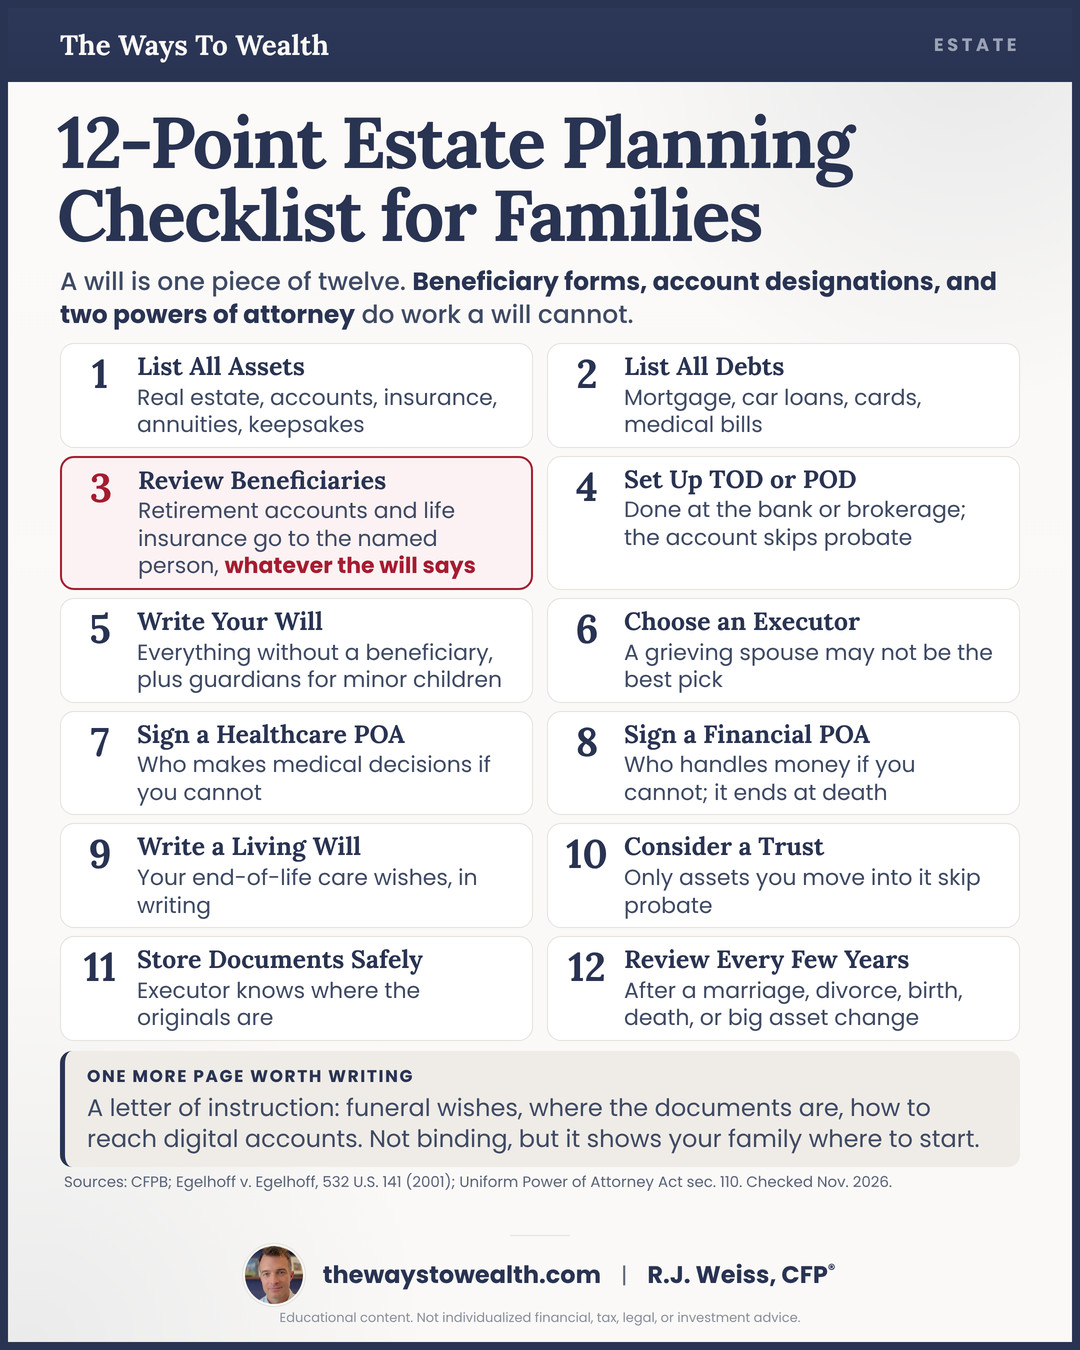 The Ways To Wealth
ESTATE
12-Point Estate Planning
Checklist for Families
A will is one piece of twelve. Beneficiary forms, account designations, and
two powers of attorney do work a will cannot.
1
List All Assets
Real estate, accounts, insurance,
annuities, keepsakes
2
List All Debts
Mortgage, car loans, cards,
medical bills
3
Review Beneficiaries
Retirement accounts and life
insurance go to the named
person, whatever the will says
4
Set Up TOD or POD
Done at the bank or brokerage;
the account skips probate
5
Write Your Will
Everything without a beneficiary,
plus guardians for minor children
6
Choose an Executor
A grieving spouse may not be the
best pick
7
Sign a Healthcare POA
Who makes medical decisions if
you cannot
8
Sign a Financial POA
Who handles money if you
cannot; it ends at death
9
Write a Living Will
Your end-of-life care wishes, in
writing
10
Consider a Trust
Only assets you move into it skip
probate
11
Store Documents Safely
Executor knows where the
originals are
12
Review Every Few Years
After a marriage, divorce, birth,
death, or big asset change
ONE MORE PAGE WORTH WRITING
A letter of instruction: funeral wishes, where the documents are, how to
reach digital accounts. Not binding, but it shows your family where to start.
Sources: CFPB; Egelhoff v. Egelhoff, 532 U.S. 141 (2001); Uniform Power of Attorney Act sec. 110. Checked Nov. 2026.
thewaystowealth.com | R.J. Weiss, CFP®
Educational content. Not individualized financial, tax, legal, or investment advice.